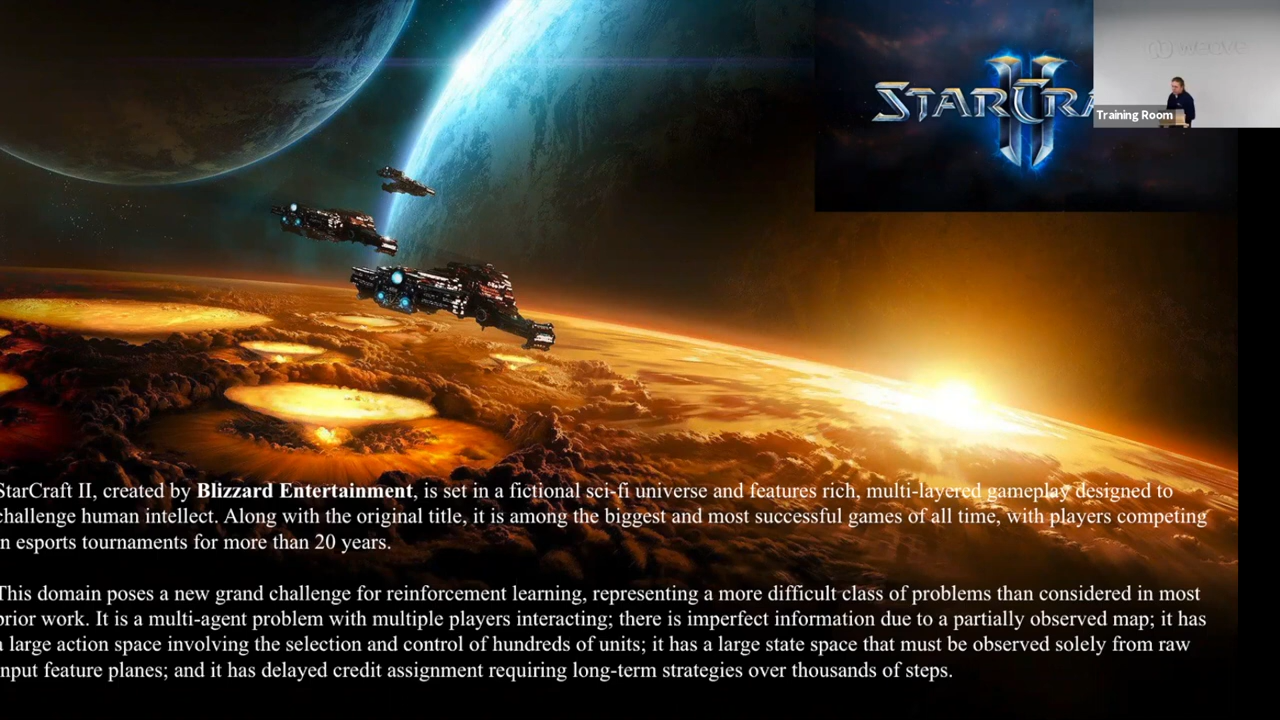 STARCRA
II
WEAVE
Training Room
StarCraft II, created by Blizzard Entertainment, is set in a fictional sci-fi universe and features rich, multi-layered gameplay designed to
challenge human intellect. Along with the original title, it is among the biggest and most successful games of all time, with players competing
in esports tournaments for more than 20 years.
This domain poses a new grand challenge for reinforcement learning, representing a more difficult class of problems than considered in most
prior work. It is a multi-agent problem with multiple players interacting; there is imperfect information due to a partially observed map; it has
a large action space involving the selection and control of hundreds of units; it has a large state space that must be observed solely from raw
input feature planes; and it has delayed credit assignment requiring long-term strategies over thousands of steps.